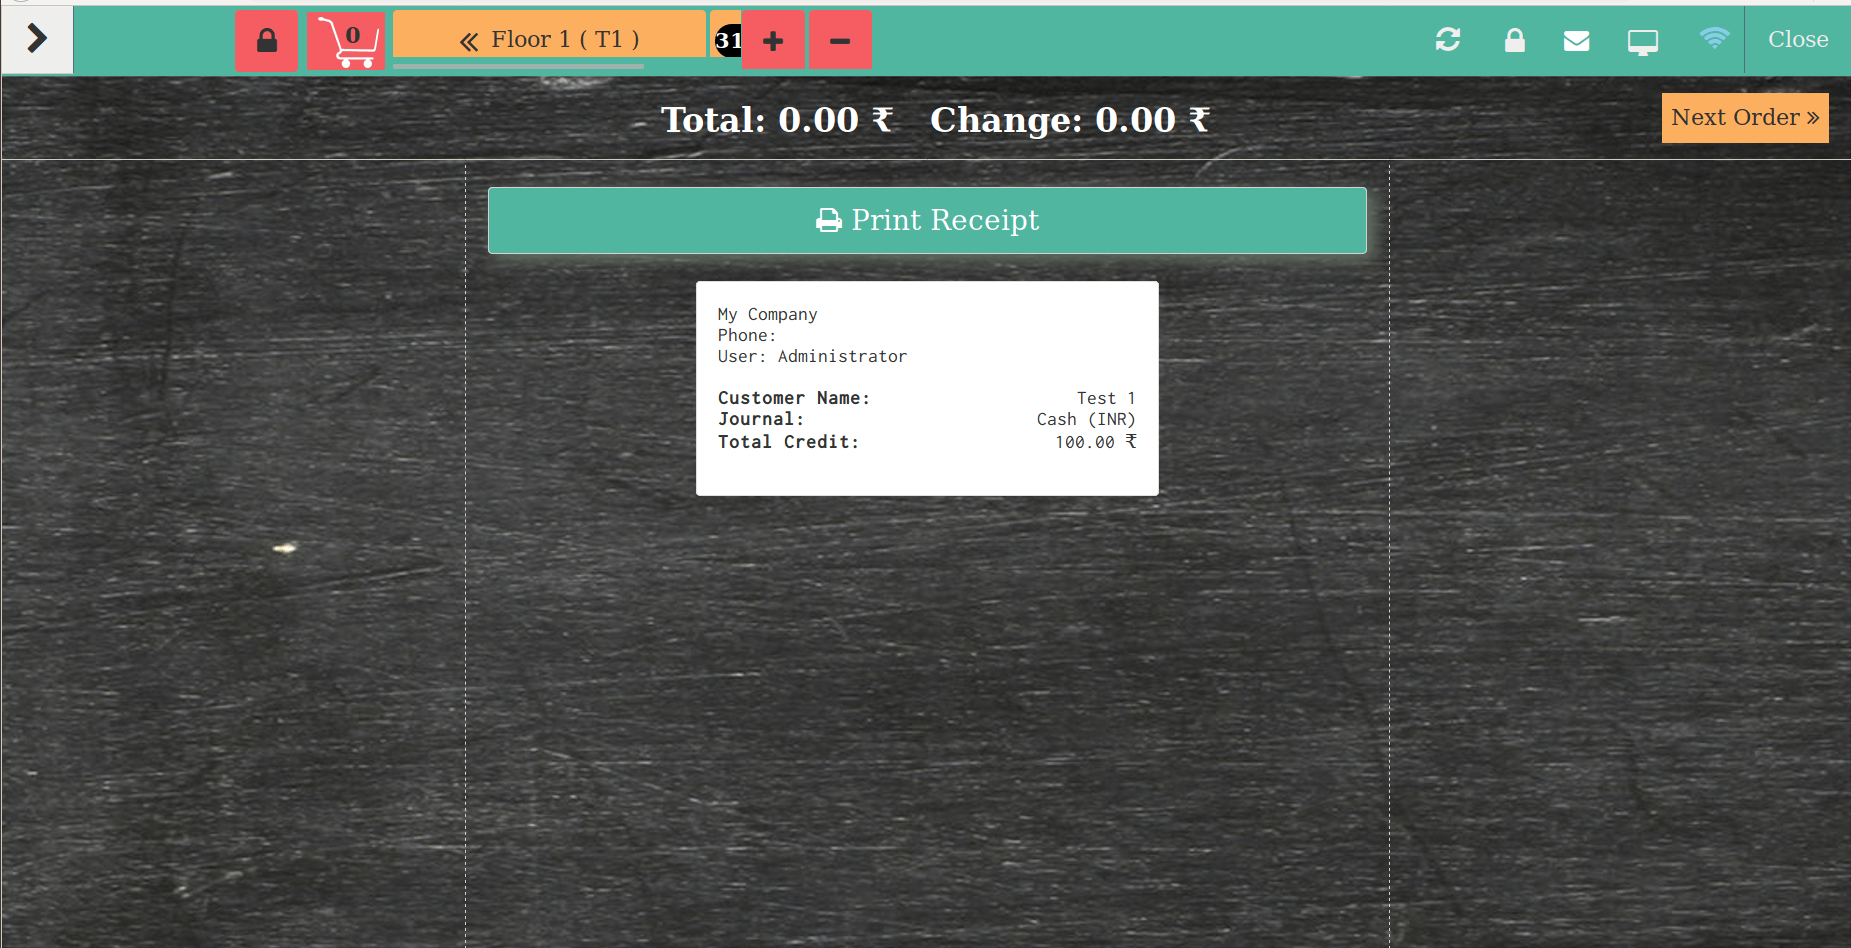 0
Floor 1 ( T1 )
31
Close
Total: 0.00 ₹ Change: 0.00 ₹
Next Order »
Print Receipt
My Company
Phone:
User: Administrator
Customer Name: Test 1
Journal: Cash (INR)
Total Credit: 100.00 ₹